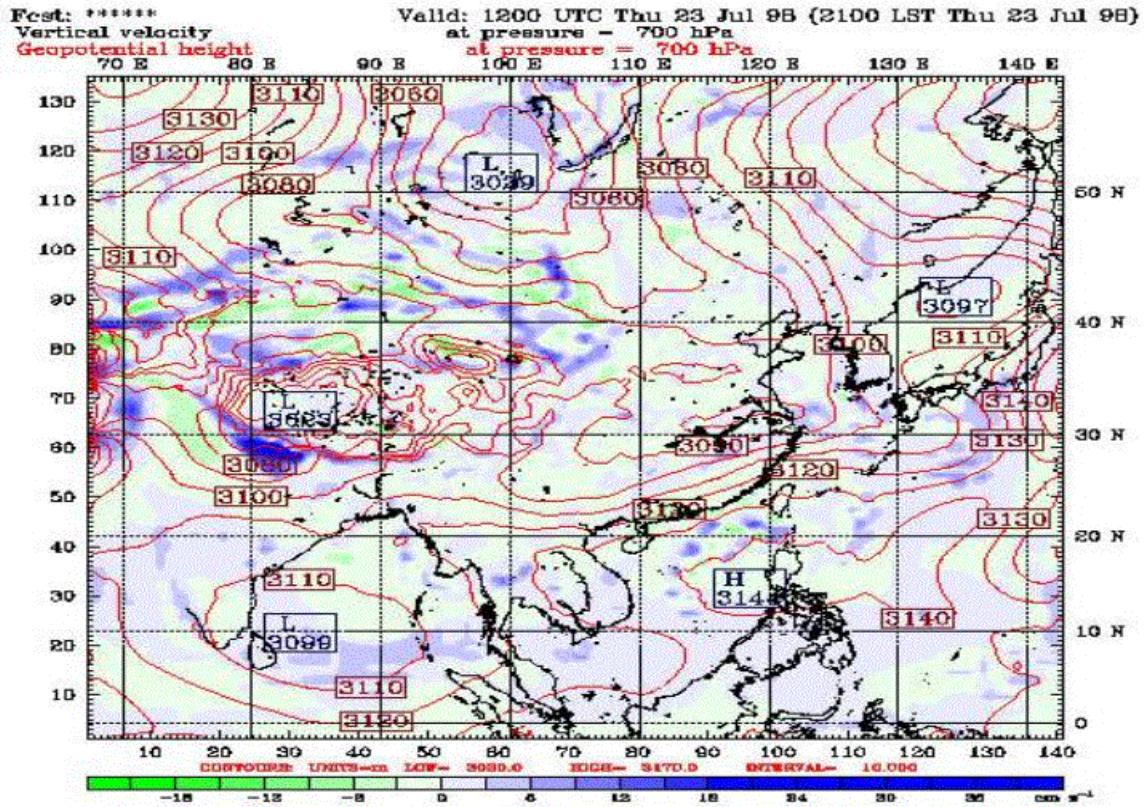 Fcst: ******
Valid: 1200 UTC Thu 23 Jul 98 (2100 LST Thu 23 Jul 98)
Vertical velocity at pressure = 700 hPa
Geopotential height at pressure = 700 hPa
70 E 80 E 90 E 100 E 110 E 120 E 130 E 140 E
130 3110 3060
3130
120 3120 3100 L 3080
3080 3110
110 3080 50 N
100 3110
90 L
3097
40 N
80 3100 3110
70 L 3140
60 3090 3130 30 N
3080 3120
50 3100
3130 3130
40 20 N
3110 H
30 314
3140
20 L 10 N
3099
10 3110
3120 0
10 20 30 40 50 60 70 80 90 100 110 120 130 140
CONTOURS: UNITS=m LOW= HIGH= 3170.0 INTERVAL= 10.000
-18 -12 -6 0 6 12 18 24 30 36 cm s-1